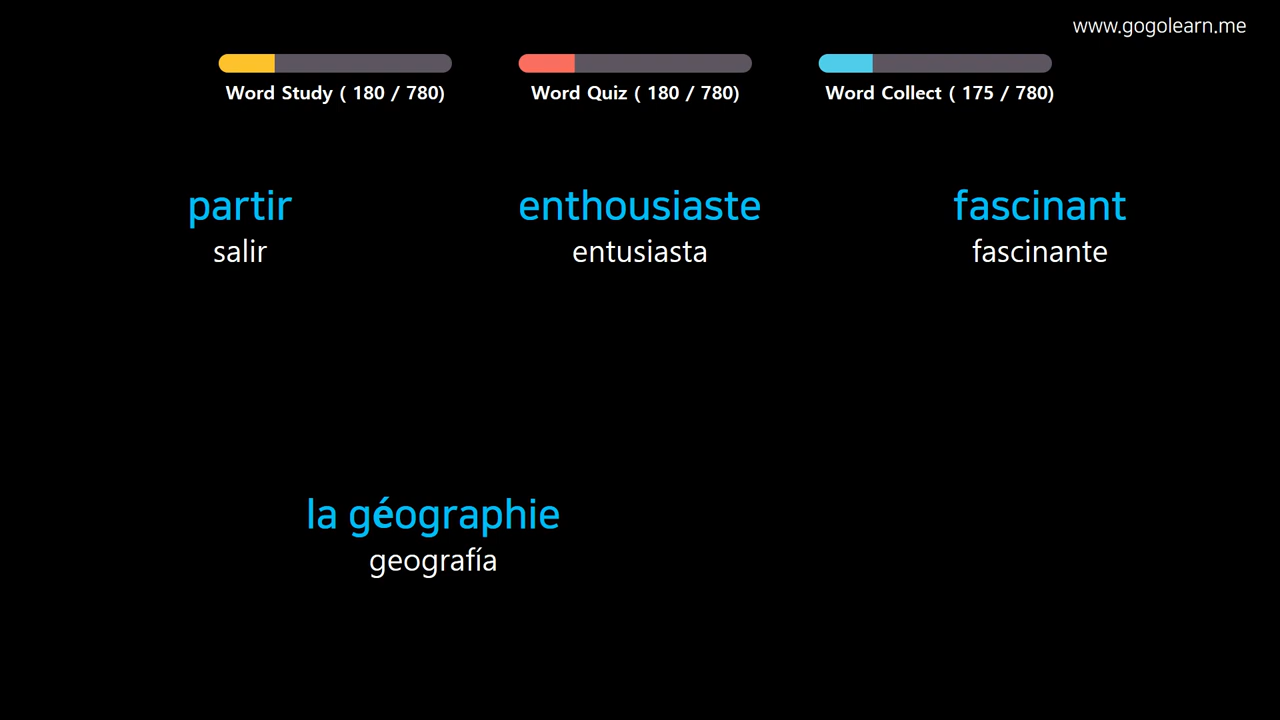 www.gogolearn.me
Word Study ( 180 / 780)
Word Quiz ( 180 / 780)
Word Collect ( 175 / 780)
partir
salir
enthousiaste
entusiasta
fascinant
fascinante
la géographie
geografía